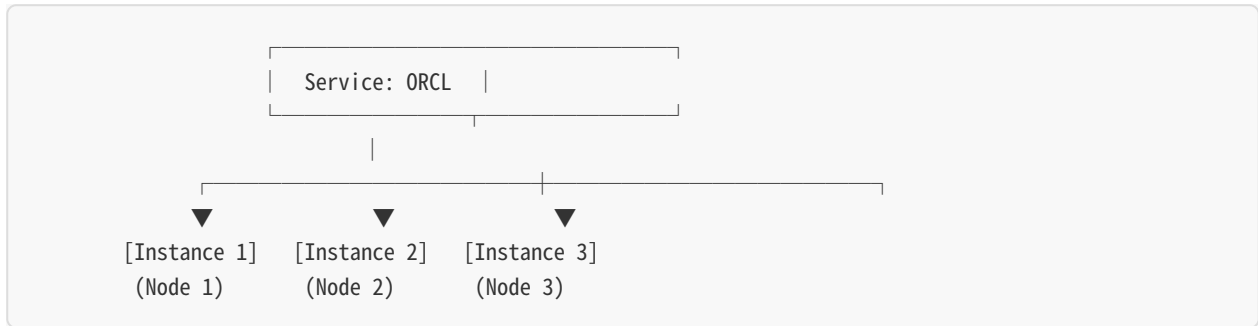 Service: ORCL
[Instance 1] [Instance 2] [Instance 3]
(Node 1) (Node 2) (Node 3)